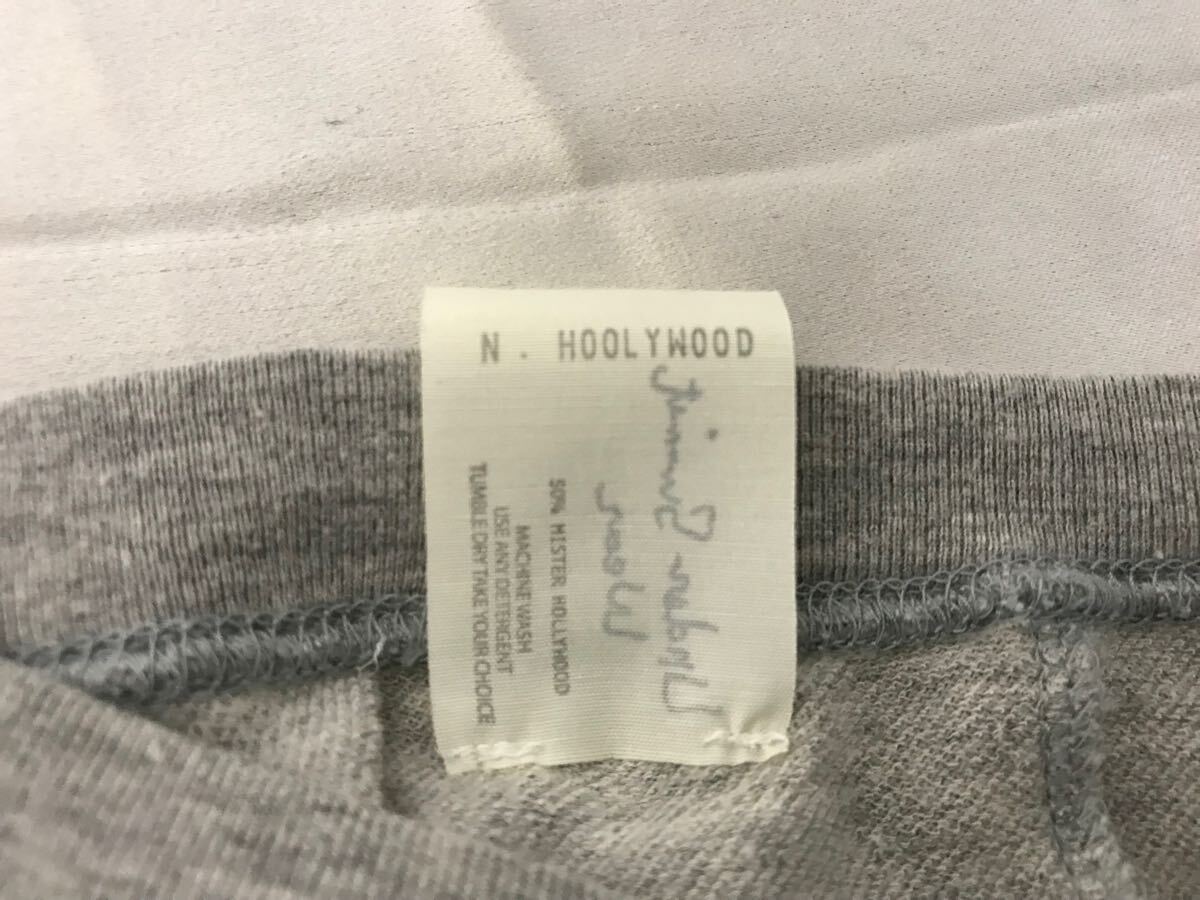 N. HOOLYWOOD
50% MISTER HOLLYWOOD
MACHINE WASH
USE ANY DETERGENT
TUMBLE DRY TAKE YOUR CHOICE